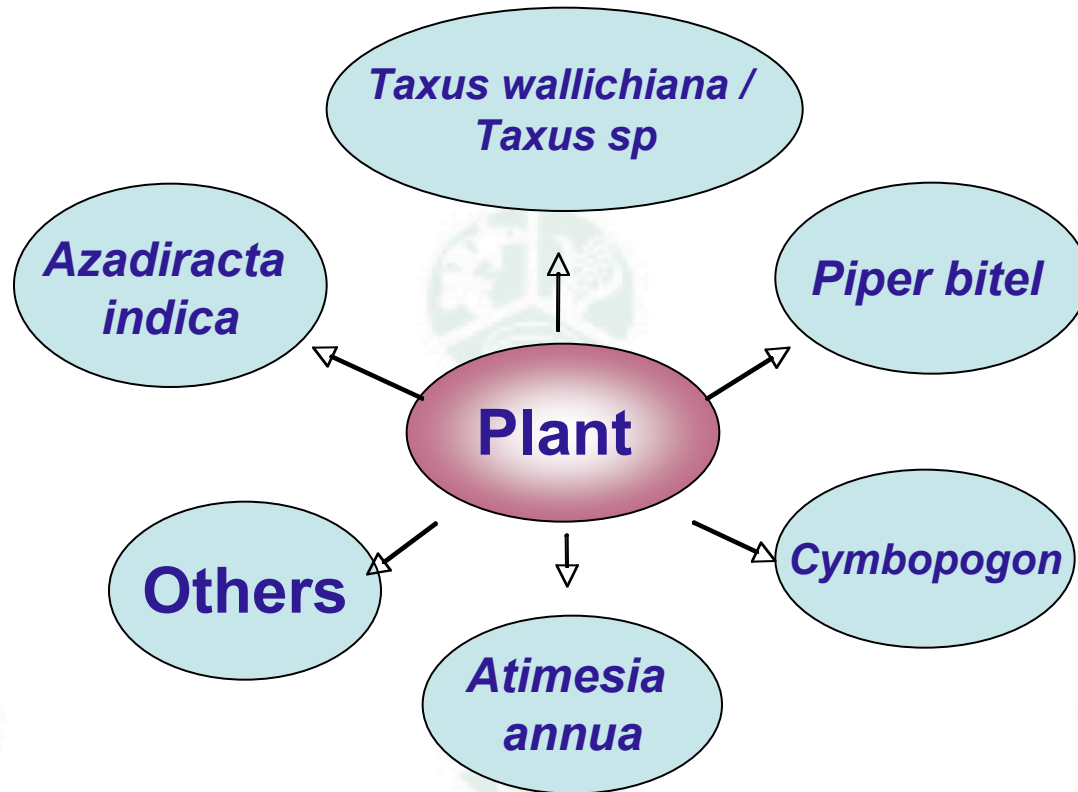 Taxus wallichiana /
Taxus sp
Azadiracta
indica
Piper bitel
Plant
Cymbopogon
Others
Atimesia
annua